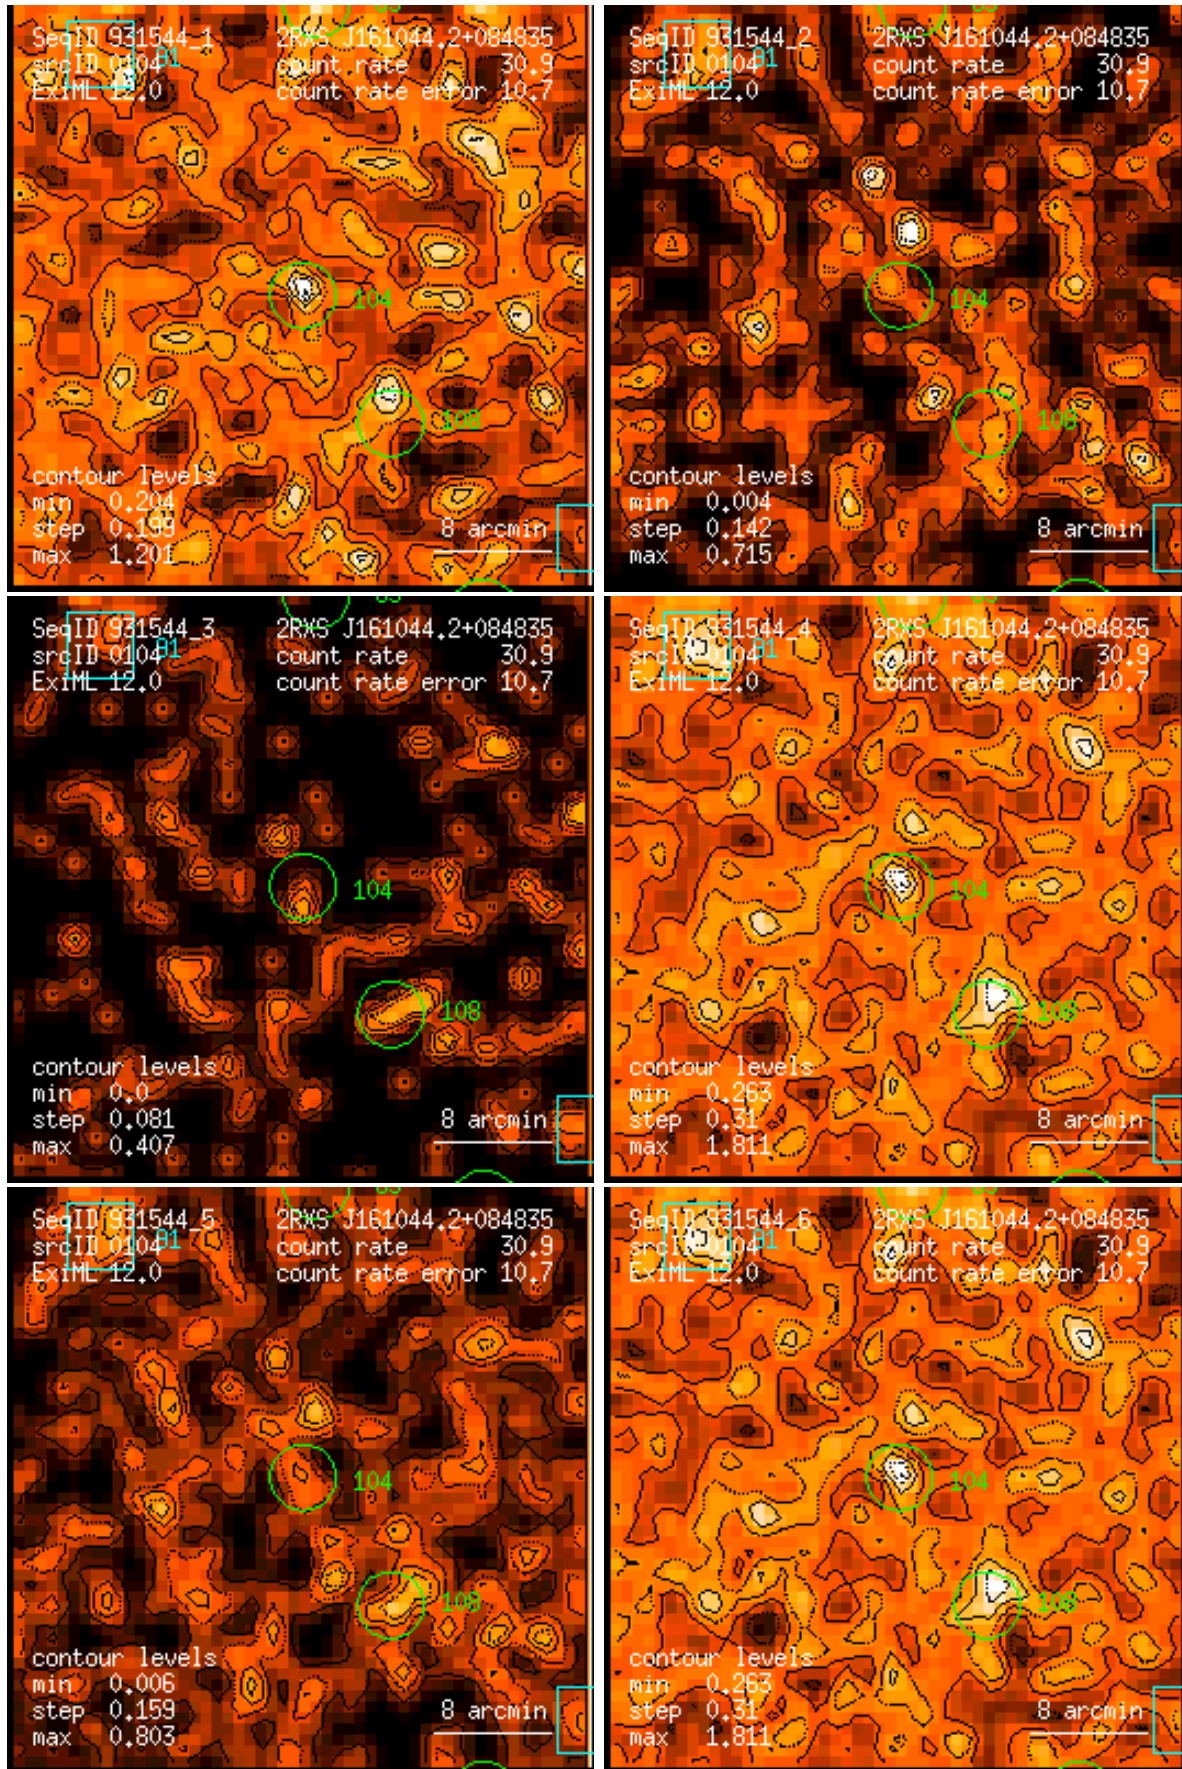 SeqID 931544_1 2RXS J161044.2+084835
srcID 0104 91 count rate 30.9
ExiML 12.0 count rate error 10.7
104
108
contour levels
min 0.204
step 0.199 8 arcmin
max 1.201
SeqID 931544_2 2RXS J161044.2+084835
srcID 0104 91 count rate 30.9
ExiML 12.0 count rate error 10.7
104
108
contour levels
min 0.004
step 0.142 8 arcmin
max 0.715
SeqID 931544_3 2RXS J161044.2+084835
srcID 0104 91 count rate 30.9
ExiML 12.0 count rate error 10.7
104
108
contour levels
min 0.0
step 0.081 8 arcmin
max 0.407
SeqID 931544_4 2RXS J161044.2+084835
srcID 0104 91 count rate 30.9
ExiML 12.0 count rate error 10.7
104
108
contour levels
min 0.263
step 0.31 8 arcmin
max 1.811
SeqID 931544_5 2RXS J161044.2+084835
srcID 0104 91 count rate 30.9
ExiML 12.0 count rate error 10.7
104
108
contour levels
min 0.006
step 0.159 8 arcmin
max 0.803
SeqID 931544_6 2RXS J161044.2+084835
srcID 0104 91 count rate 30.9
ExiML 12.0 count rate error 10.7
104
108
contour levels
min 0.263
step 0.31 8 arcmin
max 1.811